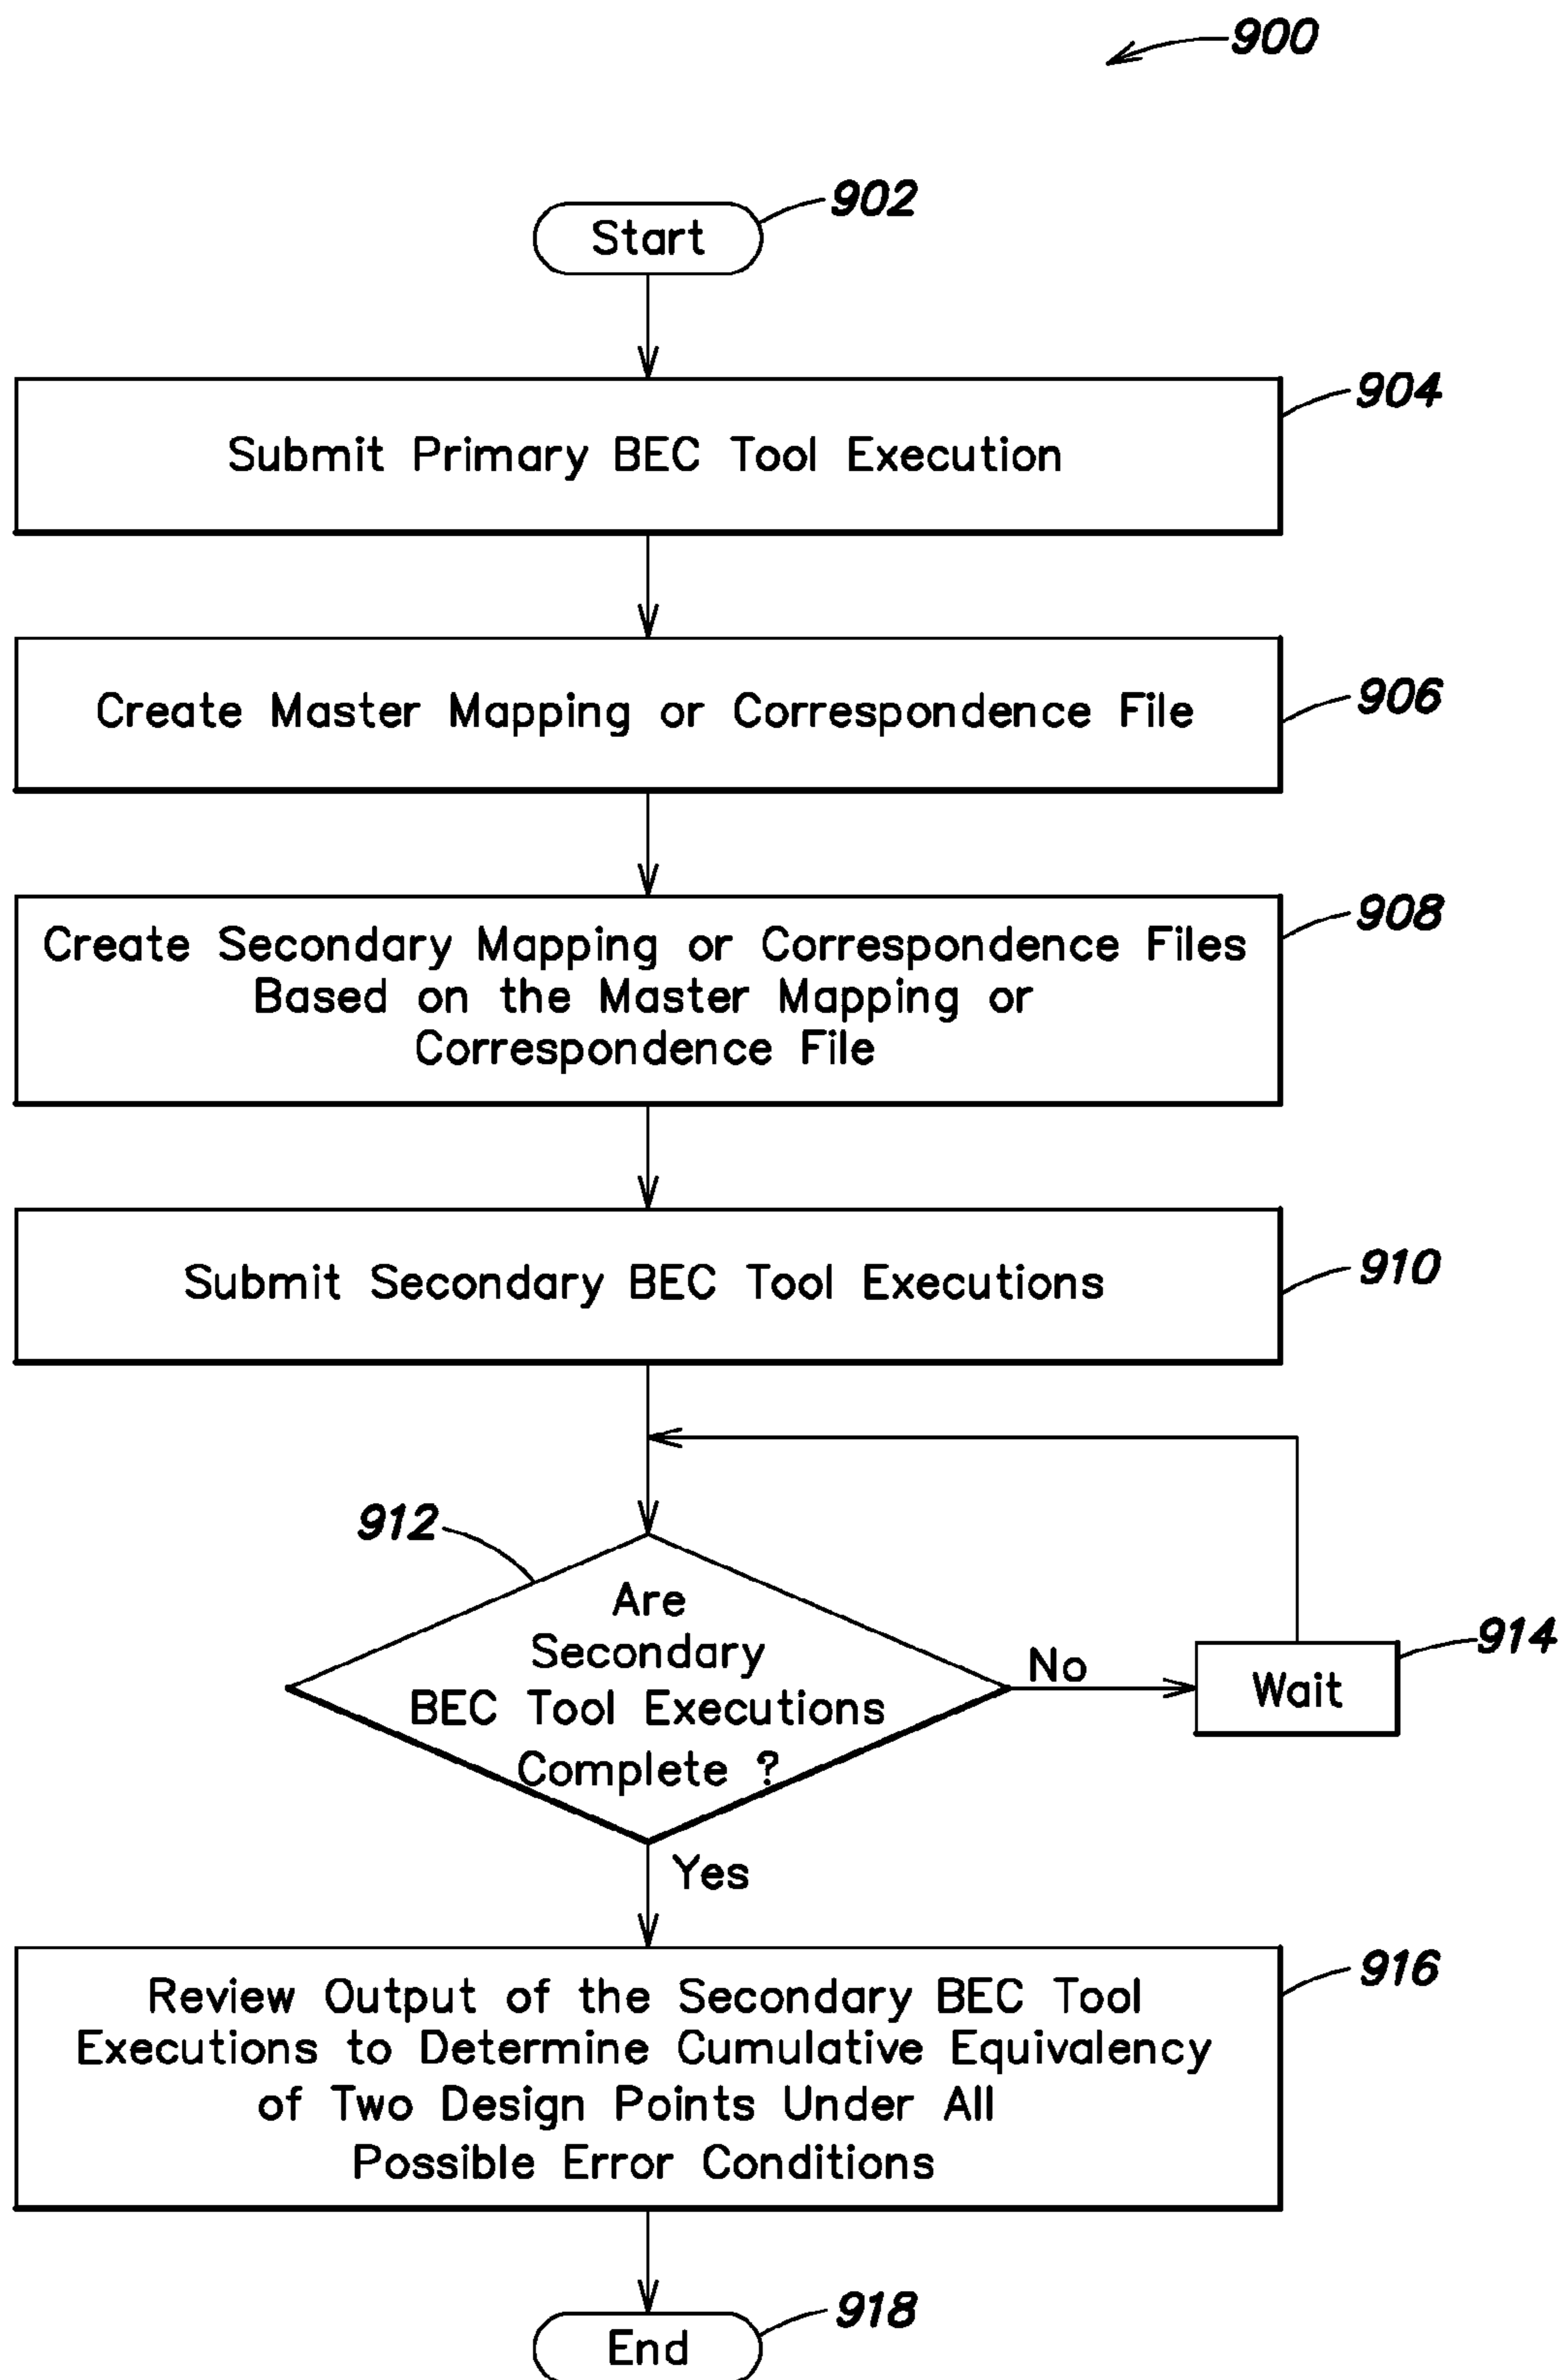 900
902
Start
904
Submit Primary BEC Tool Execution
906
Create Master Mapping or Correspondence File
908
Create Secondary Mapping or Correspondence Files
Based on the Master Mapping or
Correspondence File
910
Submit Secondary BEC Tool Executions
912
Are
Secondary
BEC Tool Executions
Complete ?
No
914
Wait
Yes
916
Review Output of the Secondary BEC Tool
Executions to Determine Cumulative Equivalency
of Two Design Points Under All
Possible Error Conditions
918
End